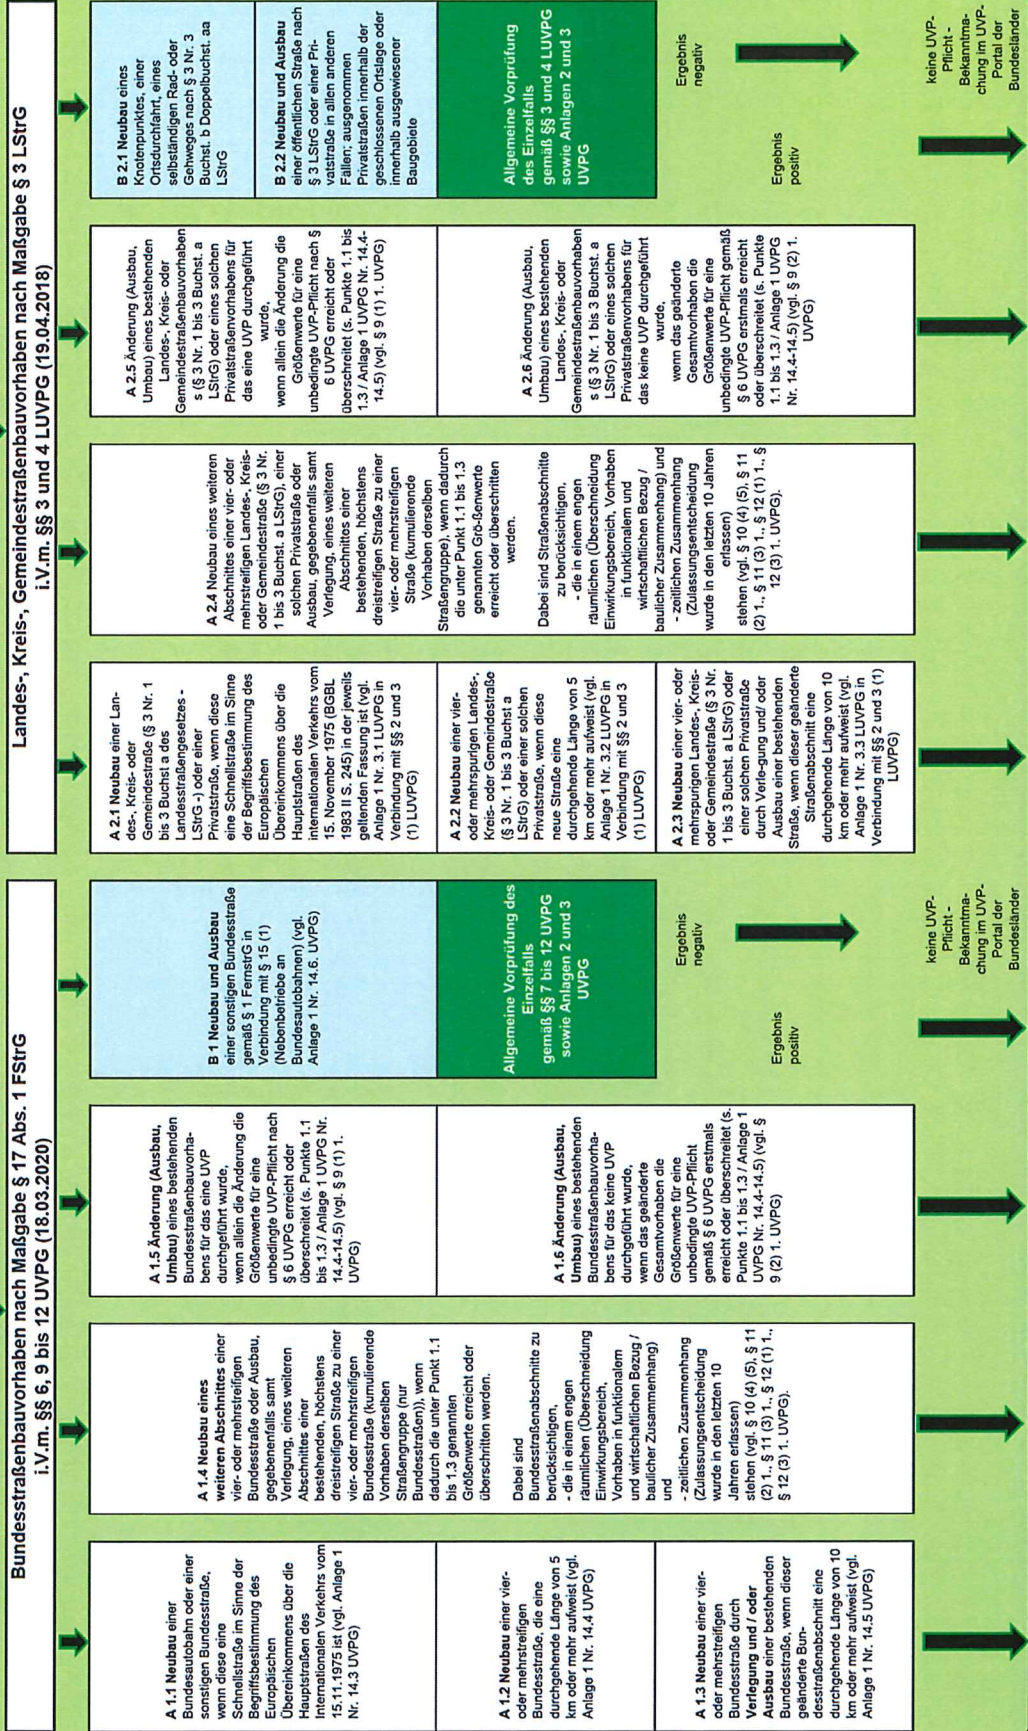 Bundesstraßenbauvorhaben nach Maßgabe § 17 Abs. 1 FStrG
i.V.m. §§ 6, 9 bis 12 UVPG (18.03.2020)
A 1.1 Neubau einer
Bundesautobahn oder einer
sonstigen Bundesstraße,
wenn diese eine
Schnellstraße im Sinne der
Begriffsbestimmung des
Europäischen
Übereinkommens über die
Hauptstraßen des
Internationalen Verkehrs vom
15.11.1975 ist (vgl. Anlage 1
Nr. 14.3 UVPG)
A 1.2 Neubau einer vier-
oder mehrstreifigen
Bundesstraße, die eine
durchgehende Länge von 5
km oder mehr aufweist (vgl.
Anlage 1 Nr. 14.4 UVPG)
A 1.3 Neubau einer vier-
oder mehrstreifigen
Bundesstraße durch
Verlegung und / oder
Ausbau einer bestehenden
Bundesstraße, wenn dieser
geänderte Bun-
desstraßenabschnitt eine
durchgehende Länge von 10
km oder mehr aufweist (vgl.
Anlage 1 Nr. 14.5 UVPG)
A 1.4 Neubau eines
weiteren Abschnittes einer
vier- oder mehrstreifigen
Bundesstraße oder Ausbau,
gegebenenfalls samt
Verlegung, eines weiteren
Abschnittes einer
bestehenden, höchstens
dreistreifigen Straße zu einer
vier- oder mehrstreifigen
Bundesstraße (kumulierende
Vorhaben derselben
Straßengruppe (nur
Bundesstraßen)), wenn
dadurch die unter Punkt 1.1
bis 1.3 genannten
Größenwerte erreicht oder
überschritten werden.
Dabei sind
Bundesstraßenabschnitte zu
berücksichtigen,
- die in einem engen
räumlichen (Überschneidung
Einwirkungsbereich,
Vorhaben in funktionalem
und wirtschaftlichen Bezug /
baulicher Zusammenhang)
und
- zeitlichen Zusammenhang
(Zulassungsentscheidung
wurde in den letzten 10
Jahren erlassen)
stehen (vgl. § 10 (4) (5), § 11
(2) 1., § 11 (3) 1., § 12 (1) 1.,
§ 12 (3) 1. UVPG).
A 1.5 Änderung (Ausbau,
Umbau) eines bestehenden
Bundesstraßenbauvorha-
bens für das eine UVP
durchgeführt wurde,
wenn allein die Änderung die
Größenwerte für eine
unbedingte UVP-Pflicht nach
§ 6 UVPG erreicht oder
überschreitet (s. Punkte 1.1
bis 1.3 / Anlage 1 UVPG Nr.
14.4-14.5) (vgl. § 9 (1) 1.
UVPG)
A 1.6 Änderung (Ausbau,
Umbau) eines bestehenden
Bundesstraßenbauvorha-
bens für das keine UVP
durchgeführt wurde,
wenn das geänderte
Gesamtvorhaben die
Größenwerte für eine
unbedingte UVP-Pflicht
gemäß § 6 UVPG erstmals
erreicht oder überschreitet (s.
Punkte 1.1 bis 1.3 / Anlage 1
UVPG Nr. 14.4-14.5) (vgl. §
9 (2) 1. UVPG)
B 1 Neubau und Ausbau
einer sonstigen Bundesstraße
gemäß § 1 FernstrG in
Verbindung mit § 15 (1)
(Nebenbetriebe an
Bundesautobahnen) (vgl.
Anlage 1 Nr. 14.6. UVPG)
Allgemeine Vorprüfung des
Einzelfalls
gemäß §§ 7 bis 12 UVPG
sowie Anlagen 2 und 3
UVPG
Ergebnis
positiv
Ergebnis
negativ
keine UVP-
Pflicht -
Bekanntma-
chung im UVP-
Portal der
Bundesländer
Landes-, Kreis-, Gemeindestraßenbauvorhaben nach Maßgabe § 3 LStrG
i.V.m. §§ 3 und 4 LUVPG (19.04.2018)
A 2.1 Neubau einer Lan-
des-, Kreis- oder
Gemeindestraße (§ 3 Nr. 1
bis 3 Buchst a des
Landesstraßengesetzes -
LStrG -) oder einer
Privatstraße, wenn diese
eine Schnellstraße im Sinne
der Begriffsbestimmung des
Europäischen
Übereinkommens über die
Hauptstraßen des
internationalen Verkehrs vom
15. November 1975 (BGBL
1983 II S. 245) in der jeweils
geltenden Fassung ist (vgl.
Anlage 1 Nr. 3.1 LUVPG in
Verbindung mit §§ 2 und 3
(1) LUVPG)
A 2.2 Neubau einer vier-
oder mehrspurigen Landes-,
Kreis- oder Gemeindestraße
(§ 3 Nr. 1 bis 3 Buchst a
LStrG) oder einer solchen
Privatstraße, wenn diese
neue Straße eine
durchgehende Länge von 5
km oder mehr aufweist (vgl.
Anlage 1 Nr. 3.2 LUVPG in
Verbindung mit §§ 2 und 3
(1) LUVPG)
A 2.3 Neubau einer vier- oder
mehrspurigen Landes-, Kreis-
oder Gemeindestraße (§ 3 Nr.
1 bis 3 Buchst. a LStrG) oder
einer solchen Privatstraße
durch Verle-gung und/ oder
Ausbau einer bestehenden
Straße, wenn dieser geänderte
Straßenabschnitt eine
durchgehende Länge von 10
km oder mehr aufweist (vgl.
Anlage 1 Nr. 3.3 LUVPG in
Verbindung mit §§ 2 und 3 (1)
LUVPG)
A 2.4 Neubau eines weiteren
Abschnittes einer vier- oder
mehrstreifigen Landes-, Kreis-
oder Gemeindestraße (§ 3 Nr.
1 bis 3 Buchst. a LStrG), einer
solchen Privatstraße oder
Ausbau, gegebenenfalls samt
Verlegung, eines weiteren
Abschnittes einer
bestehenden, höchstens
dreistreifigen Straße zu einer
vier- oder mehrstreifigen
Straße (kumulierende
Vorhaben derselben
Straßengruppe), wenn dadurch
die unter Punkt 1.1 bis 1.3
genannten Grö-ßenwerte
erreicht oder überschritten
werden.
Dabei sind Straßenabschnitte
zu berücksichtigen,
- die in einem engen
räumlichen (Überschneidung
Einwirkungsbereich, Vorhaben
in funktionalem und
wirtschaftlichen Bezug /
baulicher Zusammenhang) und
- zeitlichen Zusammenhang
(Zulassungsentscheidung
wurde in den letzten 10 Jahren
erlassen)
stehen (vgl. § 10 (4) (5), § 11
(2) 1., § 11 (3) 1., § 12 (1) 1., §
12 (3) 1. UVPG).
A 2.5 Änderung (Ausbau,
Umbau) eines bestehenden
Landes-, Kreis- oder
Gemeindestraßenbauvorhaben
s (§ 3 Nr. 1 bis 3 Buchst. a
LStrG) oder eines solchen
Privatstraßenvorhabens für
das eine UVP durchgeführt
wurde,
wenn allein die Änderung die
Größenwerte für eine
unbedingte UVP-Pflicht nach §
6 UVPG erreicht oder
überschreitet (s. Punkte 1.1 bis
1.3 / Anlage 1 UVPG Nr. 14.4-
14.5) (vgl. § 9 (1) 1. UVPG)
A 2.6 Änderung (Ausbau,
Umbau) eines bestehenden
Landes-, Kreis- oder
Gemeindestraßenbauvorhaben
s (§ 3 Nr. 1 bis 3 Buchst. a
LStrG) oder eines solchen
Privatstraßenvorhabens für
das keine UVP durchgeführt
wurde,
wenn das geänderte
Gesamtvorhaben die
Größenwerte für eine
unbedingte UVP-Pflicht gemäß
§ 6 UVPG erstmals erreicht
oder überschreitet (s. Punkte
1.1 bis 1.3 / Anlage 1 UVPG
Nr. 14.4-14.5) (vgl. § 9 (2) 1.
UVPG)
B 2.1 Neubau eines
Knotenpunktes, einer
Ortsdurchfahrt, eines
selbständigen Rad- oder
Gehweges nach § 3 Nr. 3
Buchst. b Doppelbuchst. aa
LStrG
B 2.2 Neubau und Ausbau
einer öffentlichen Straße nach
§ 3 LStrG oder einer Pri-
vatstraße in allen anderen
Fällen; ausgenommen
Privatstraßen innerhalb der
geschlossenen Ortslage oder
innerhalb ausgewiesener
Baugebiete
Allgemeine Vorprüfung
des Einzelfalls
gemäß §§ 3 und 4 LUVPG
sowie Anlagen 2 und 3
UVPG
Ergebnis
positiv
Ergebnis
negativ
keine UVP-
Pflicht -
Bekanntma-
chung im UVP-
Portal der
Bundesländer